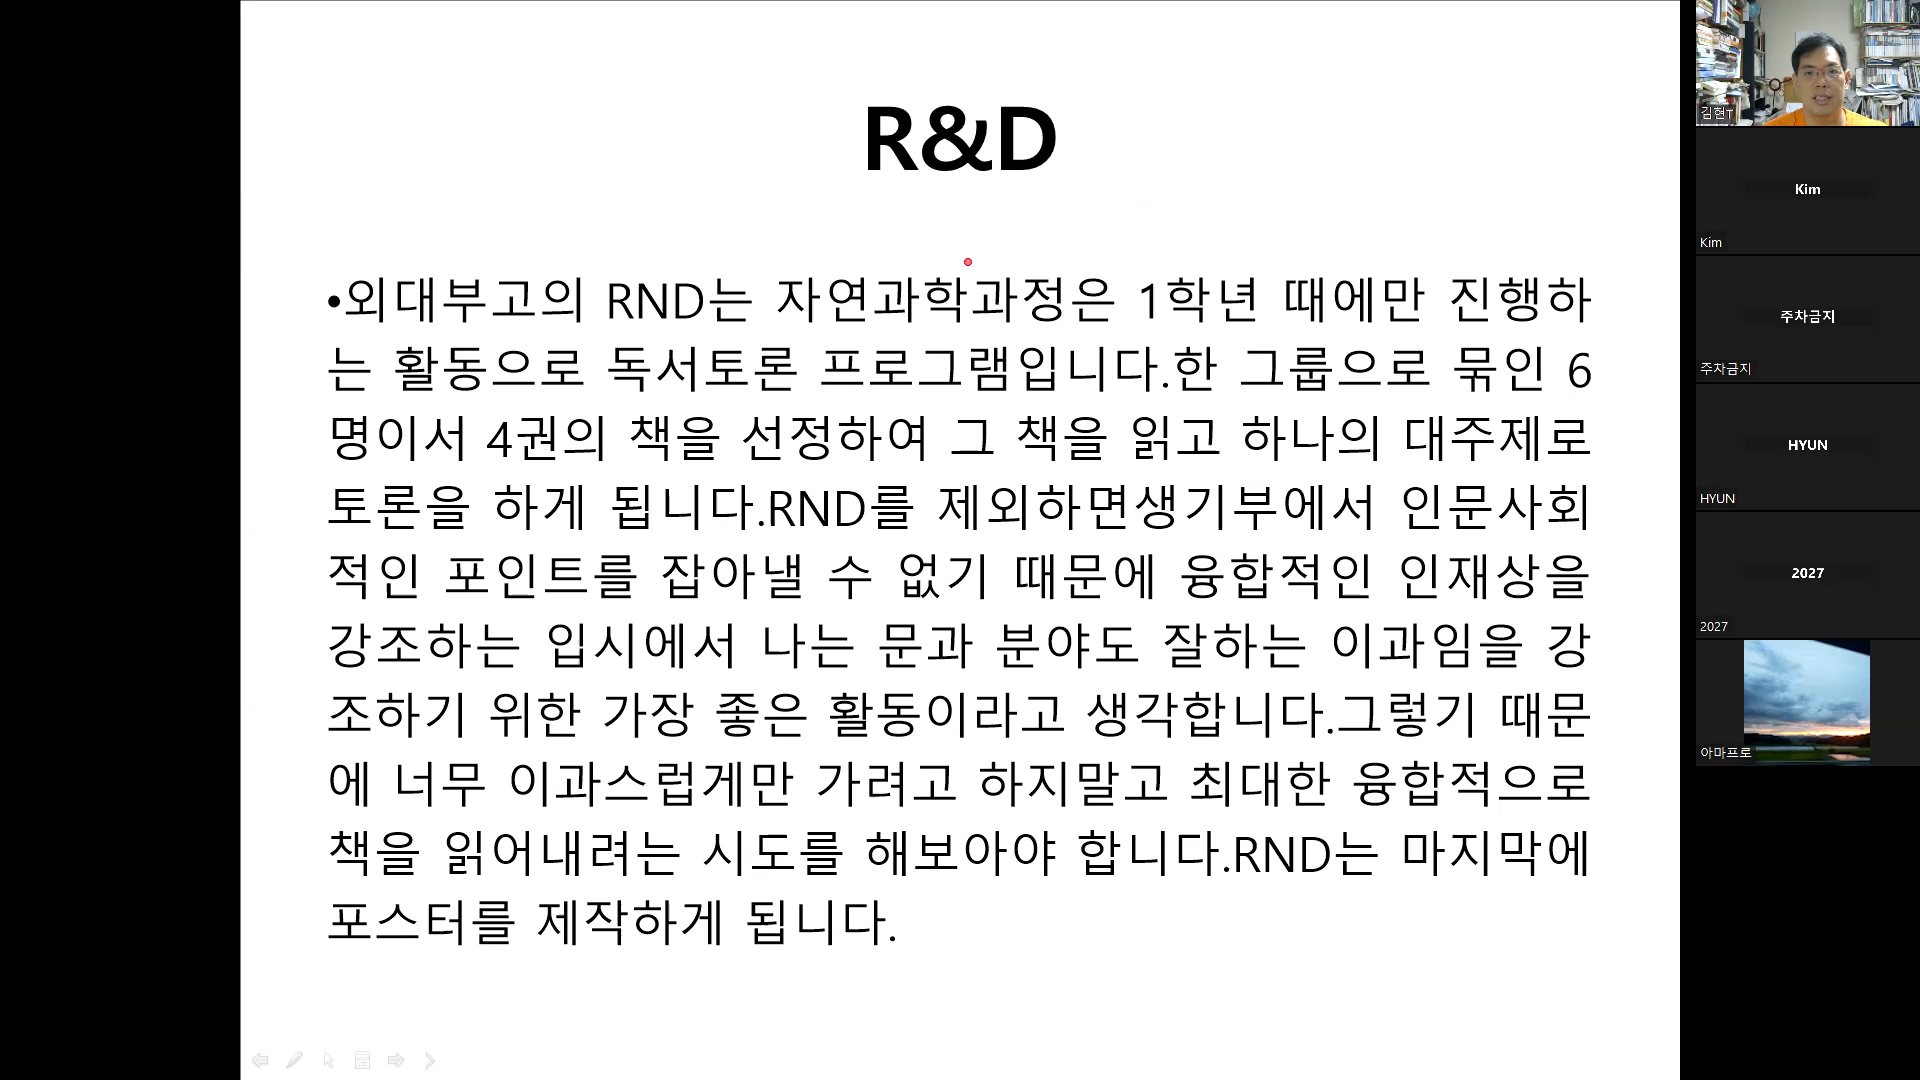 R&D
•외대부고의 RND는 자연과학과정은 1학년 때에만 진행하
는 활동으로 독서토론 프로그램입니다.한 그룹으로 묶인 6
명이서 4권의 책을 선정하여 그 책을 읽고 하나의 대주제로
토론을 하게 됩니다.RND를 제외하면생기부에서 인문사회
적인 포인트를 잡아낼 수 없기 때문에 융합적인 인재상을
강조하는 입시에서 나는 문과 분야도 잘하는 이과임을 강
조하기 위한 가장 좋은 활동이라고 생각합니다.그렇기 때문
에 너무 이과스럽게만 가려고 하지말고 최대한 융합적으로
책을 읽어내려는 시도를 해보아야 합니다.RND는 마지막에
포스터를 제작하게 됩니다.
김현T
Kim
Kim
주차금지
주차금지
HYUN
HYUN
2027
2027
아마프로